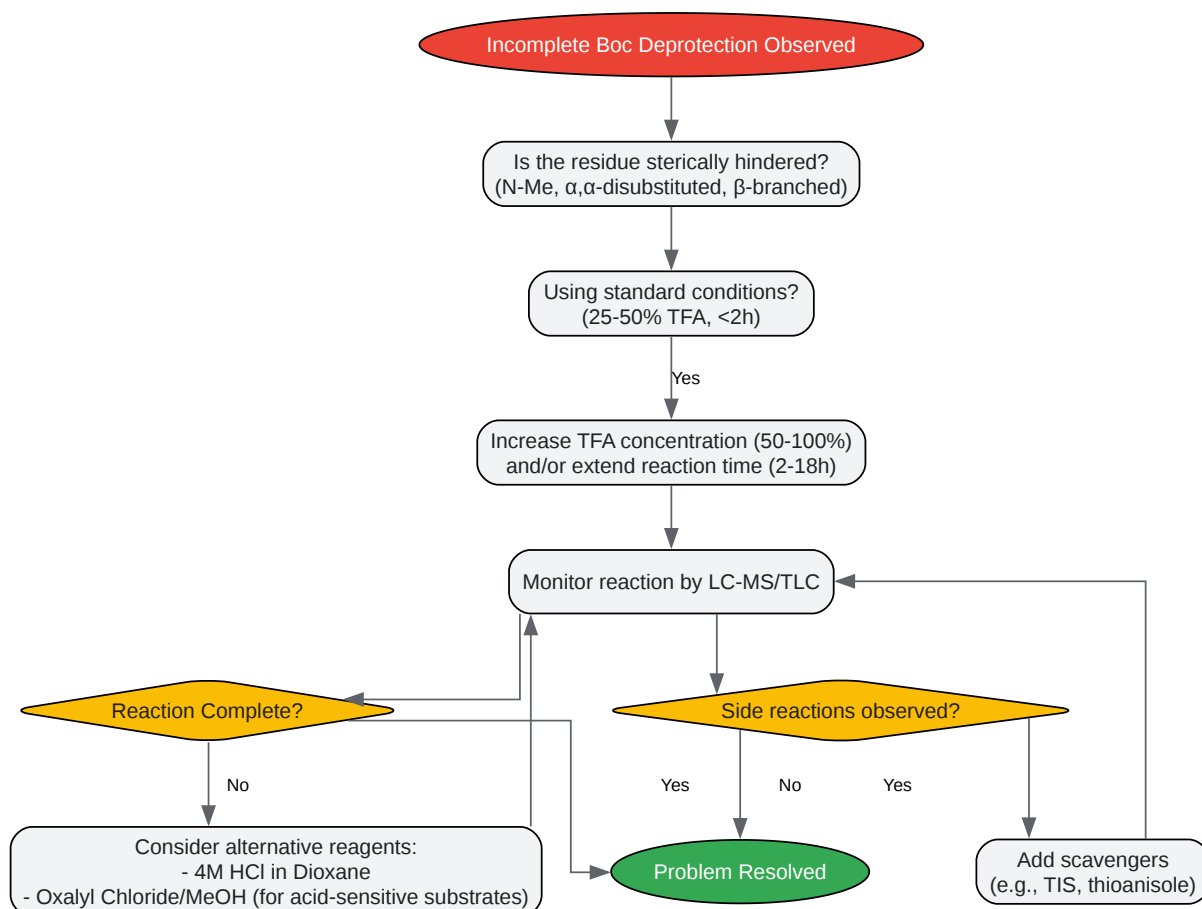 Incomplete Boc Deprotection Observed
Is the residue sterically hindered?
(N-Me, α,α-disubstituted, β-branched)
Using standard conditions?
(25-50% TFA, <2h)
Yes
Increase TFA concentration (50-100%)
and/or extend reaction time (2-18h)
Monitor reaction by LC-MS/TLC
Reaction Complete?
Side reactions observed?
No
Yes
No
Yes
Consider alternative reagents:
- 4M HCl in Dioxane
- Oxalyl Chloride/MeOH (for acid-sensitive substrates)
Problem Resolved
Add scavengers
(e.g., TIS, thioanisole)